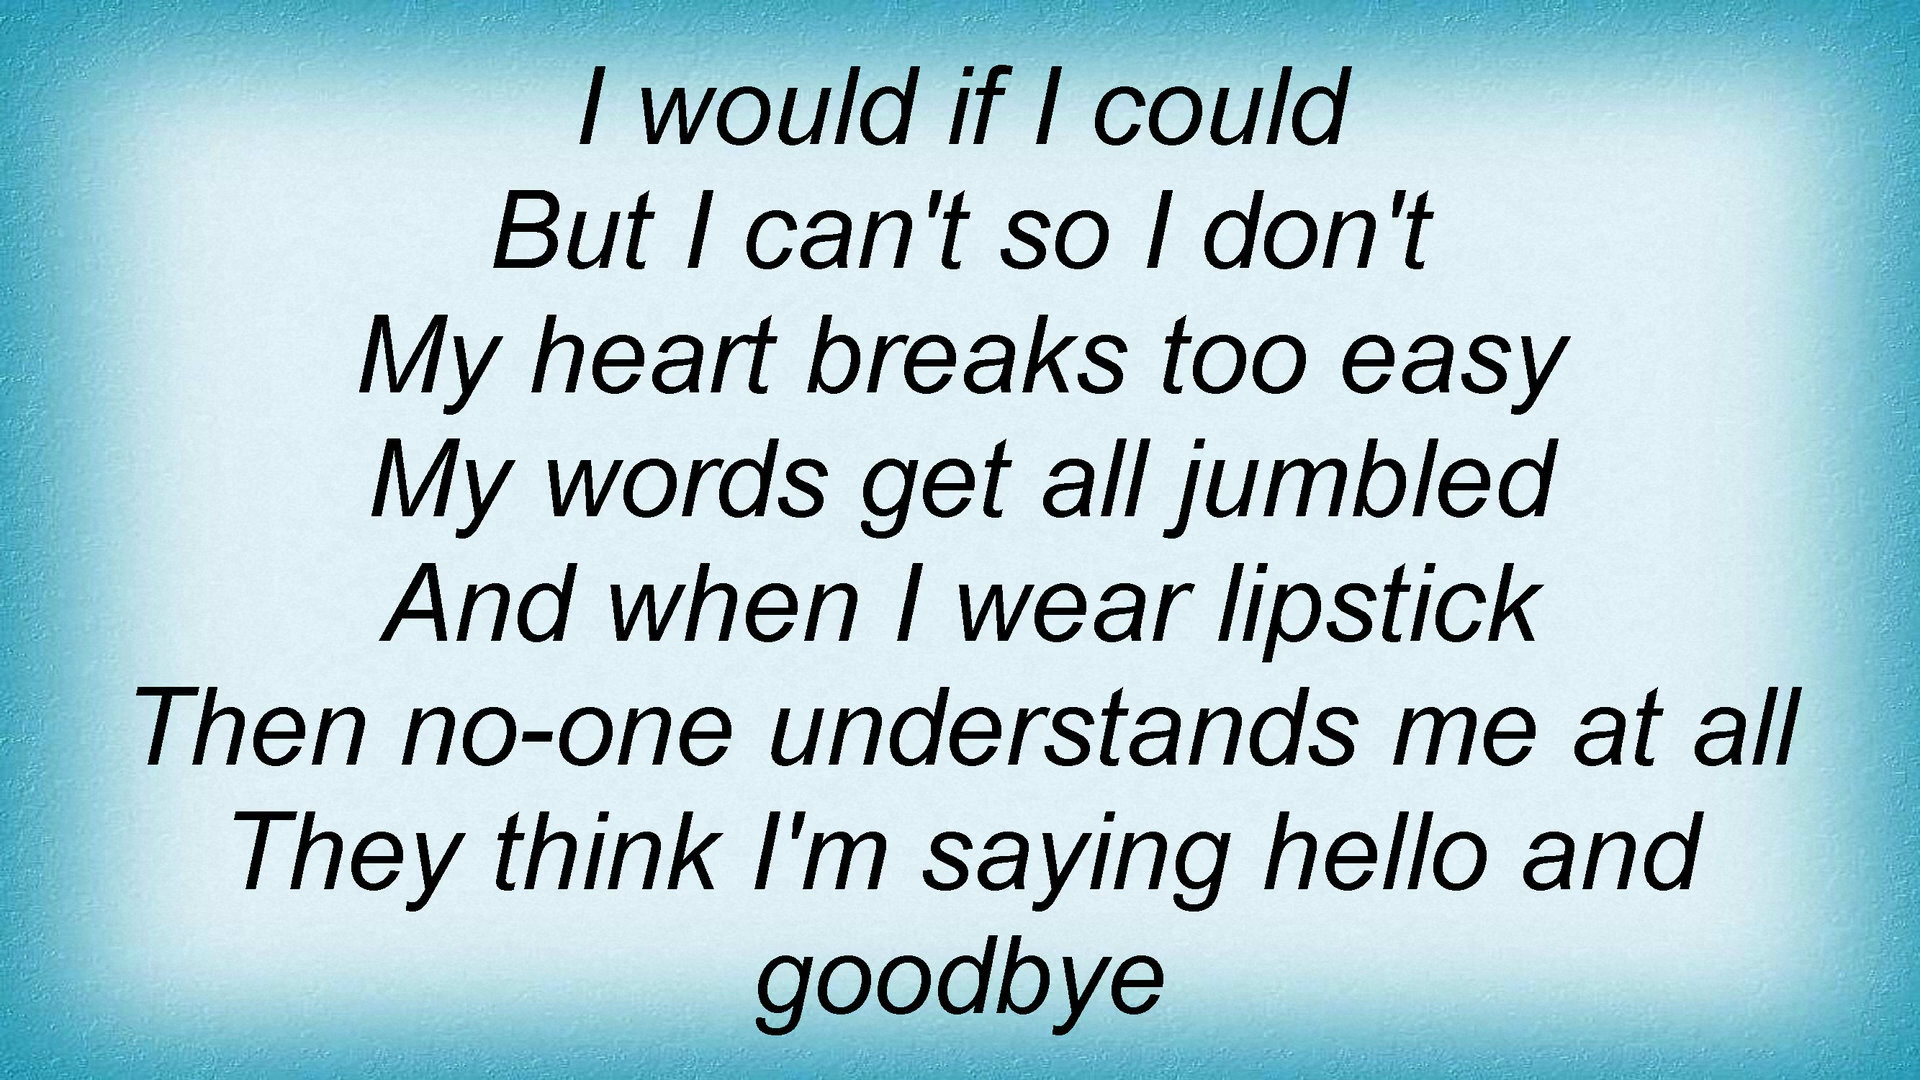 I would if I could
But I can't so I don't
My heart breaks too easy
My words get all jumbled
And when I wear lipstick
Then no-one understands me at all
They think I'm saying hello and
goodbye